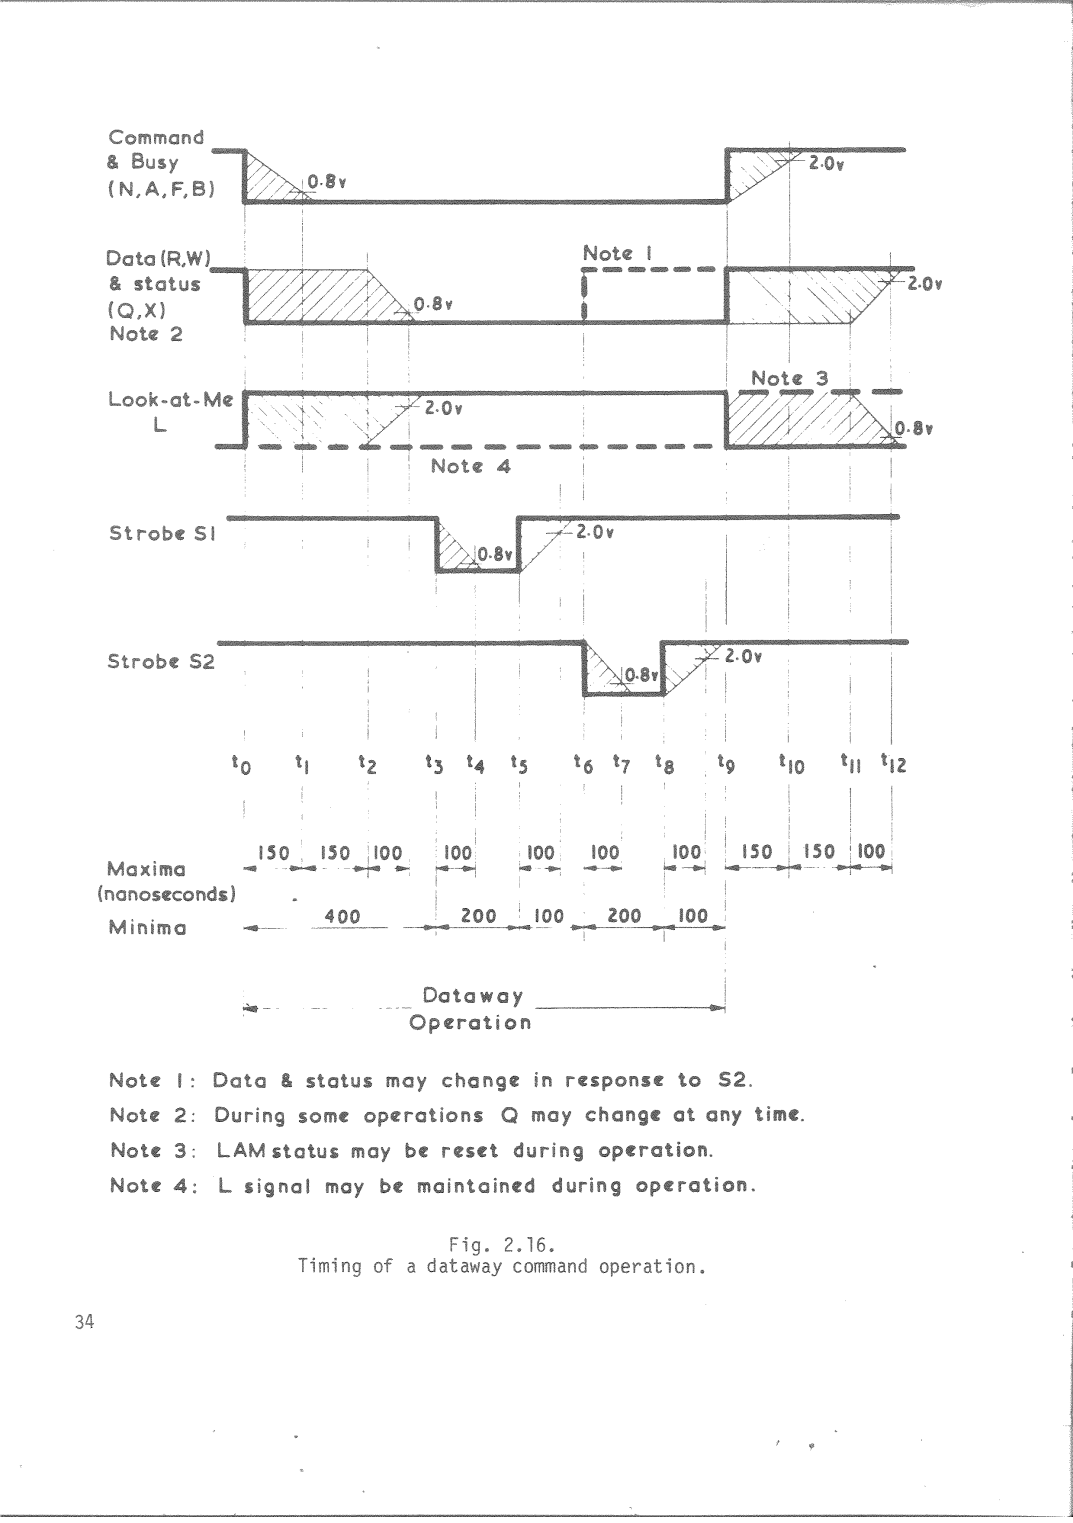 Command
& Busy
(N,A,F,B)
0.8v
2.0v
Data (R,W)
& status
(Q,X)
Note 2
0.8v
Note 1
2.0v
Look-at-Me
L
2.0v
Note 4
Note 3
0.8v
Strobe S1
0.8v
2.0v
Strobe S2
0.8v
2.0v
t0 t1 t2 t3 t4 t5 t6 t7 t8 t9 t10 t11 t12
Maxima
(nanoseconds)
150 150 100 100 100 100 100 150 150 100
Minima
400 200 100 200 100
Dataway
Operation
Note 1: Data & status may change in response to S2.
Note 2: During some operations Q may change at any time.
Note 3: LAM status may be reset during operation.
Note 4: L signal may be maintained during operation.
Fig. 2.16.
Timing of a dataway command operation.
34